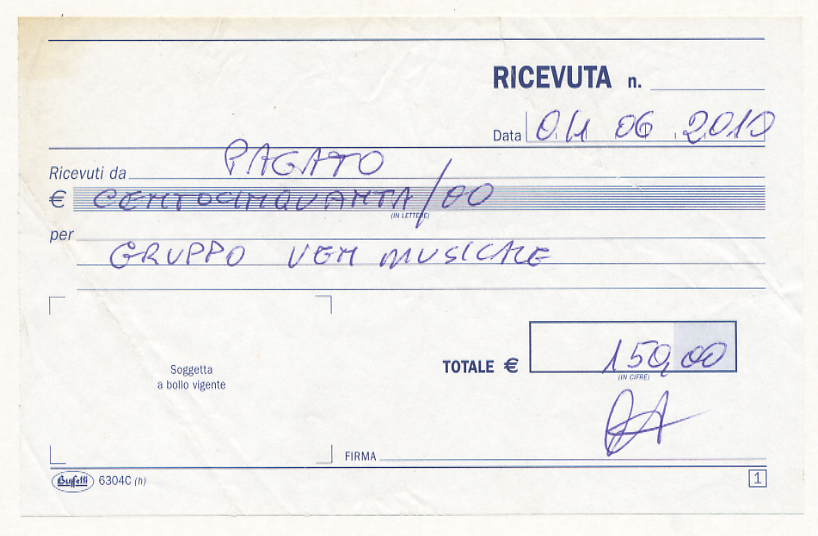 RICEVUTA n.
Data 04 06 2010
Ricevuti da PAGATO
€ CENTOCINQUANTA/00
(IN LETTERE)
per
GRUPPO VEM MUSICALE
Soggetta
a bollo vigente
TOTALE € 150,00
(IN CIFRE)
FIRMA
Buffetti 6304C (h)
1